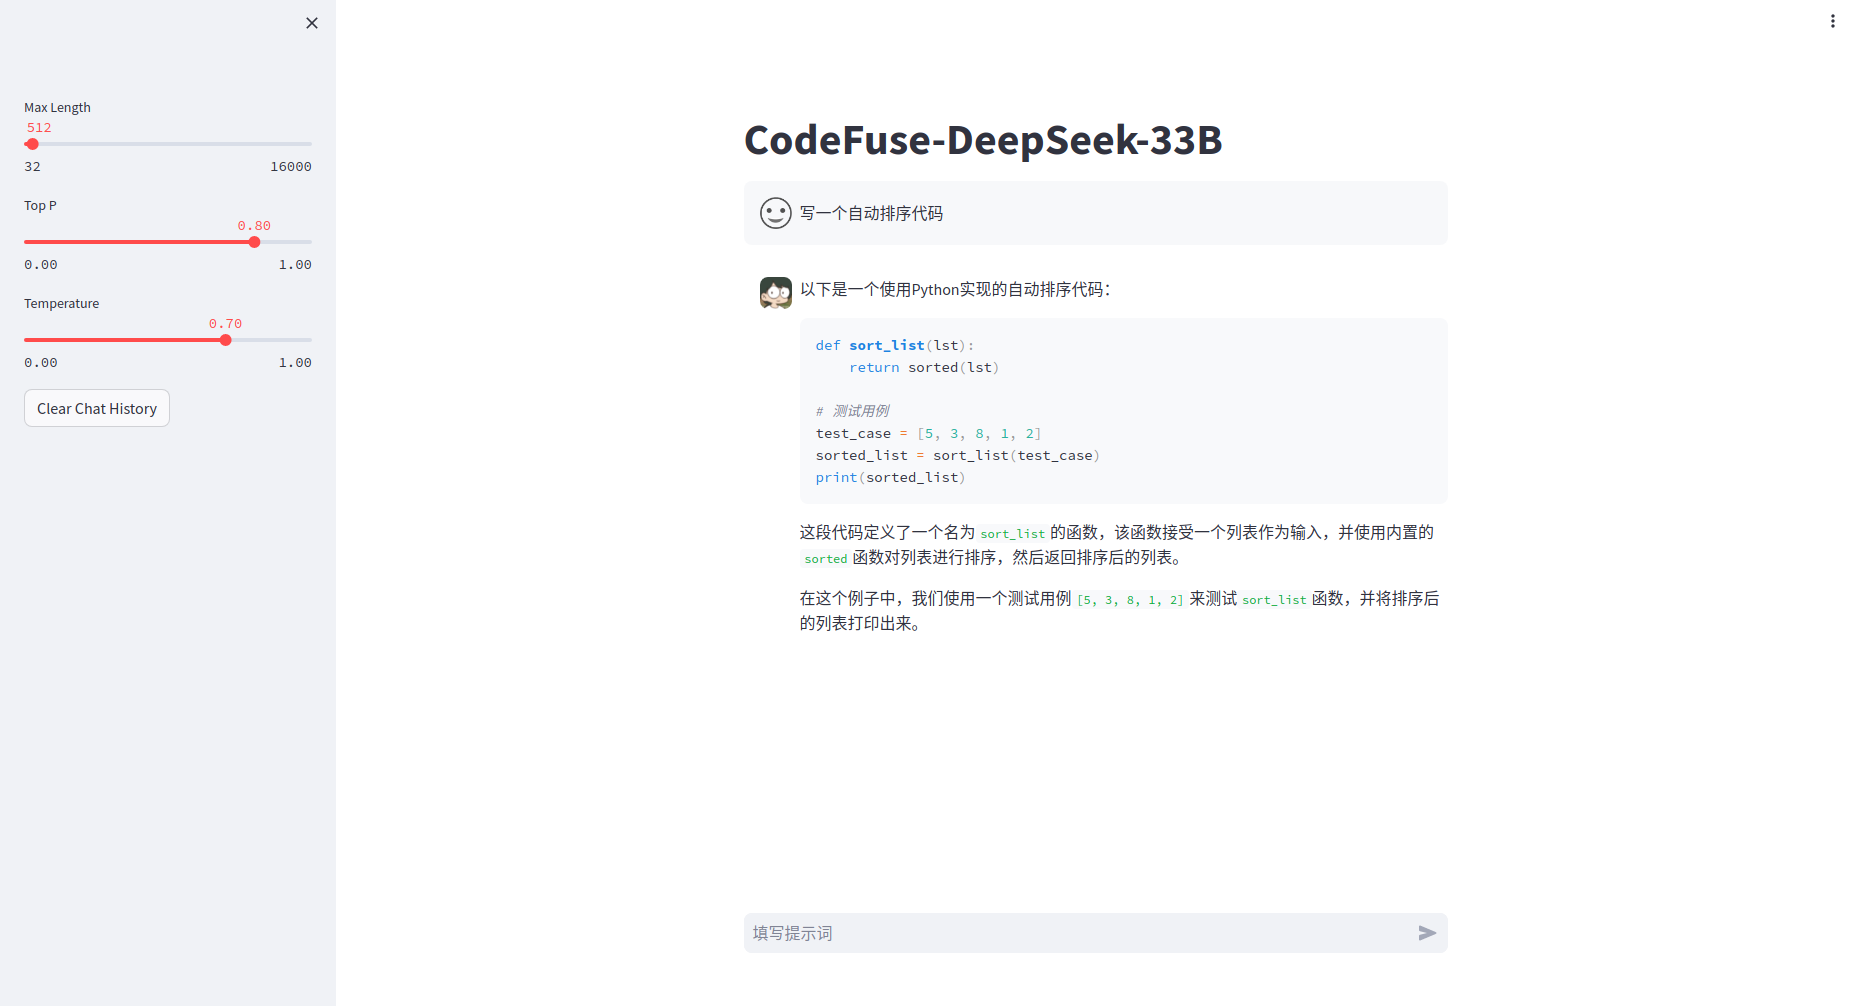 Max Length
512
32 16000
Top P
0.80
0.00 1.00
Temperature
0.70
0.00 1.00
Clear Chat History
CodeFuse-DeepSeek-33B
写一个自动排序代码
以下是一个使用Python实现的自动排序代码：
def sort_list(lst):
    return sorted(lst)
# 测试用例
test_case = [5, 3, 8, 1, 2]
sorted_list = sort_list(test_case)
print(sorted_list)
这段代码定义了一个名为 sort_list 的函数，该函数接受一个列表作为输入，并使用内置的
sorted 函数对列表进行排序，然后返回排序后的列表。
在这个例子中，我们使用一个测试用例 [5, 3, 8, 1, 2] 来测试 sort_list 函数，并将排序后
的列表打印出来。
填写提示词